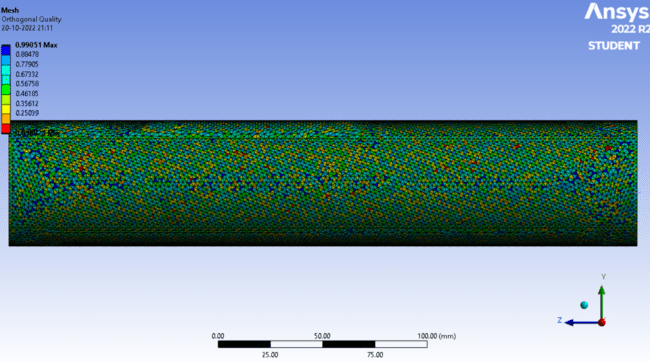 Mesh
Orthogonal Quality
20-10-2022 21:11
0.99051 Max
0.88478
0.77905
0.67332
0.56758
0.46185
0.35612
0.25039
Ansys
2022 R2
STUDENT
Y
Z
0.00
50.00
100.00 (mm)
25.00
75.00